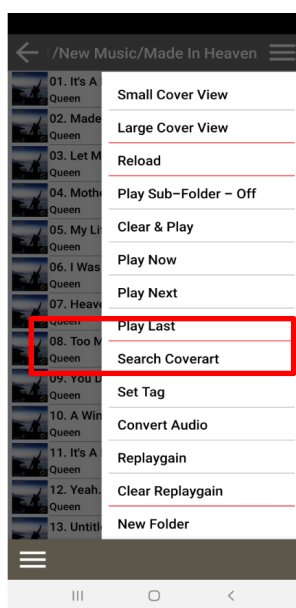 /New Music/Made In Heaven
01. It's A
Queen
Small Cover View
02. Made
Queen
Large Cover View
03. Let M
Queen
Reload
04. Moth
Queen
Play Sub-Folder - Off
05. My Li
Queen
Clear & Play
06. I Was
Queen
Play Now
07. Heav
Queen
Play Next
Play Last
08. Too M
Queen
Search Coverart
09. You D
Queen
Set Tag
10. A Win
Queen
Convert Audio
11. It's A
Queen
Replaygain
12. Yeah.
Queen
Clear Replaygain
13. Untitl
New Folder